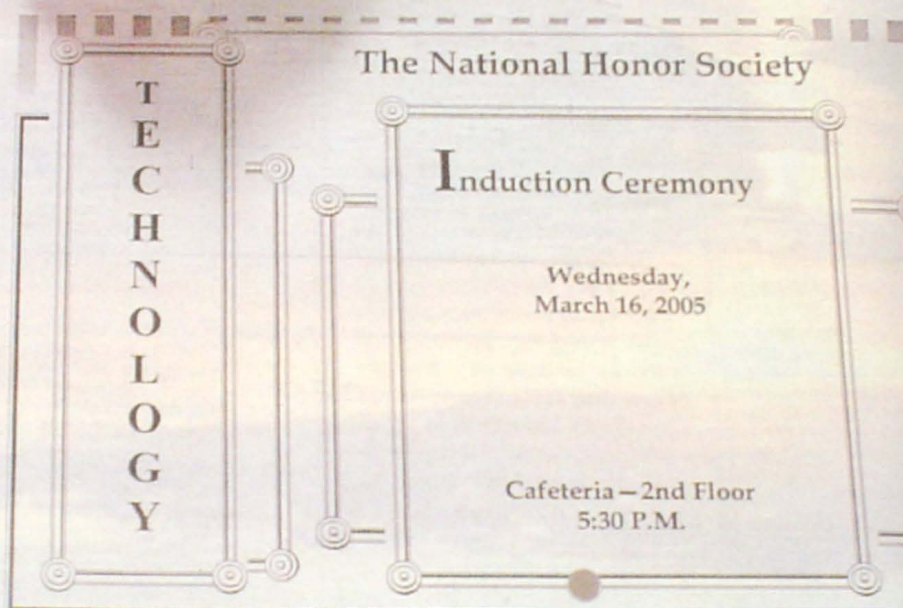 TECHNOLOGY
The National Honor Society
Induction Ceremony
Wednesday,
March 16, 2005
Cafeteria — 2nd Floor
5:30 P.M.